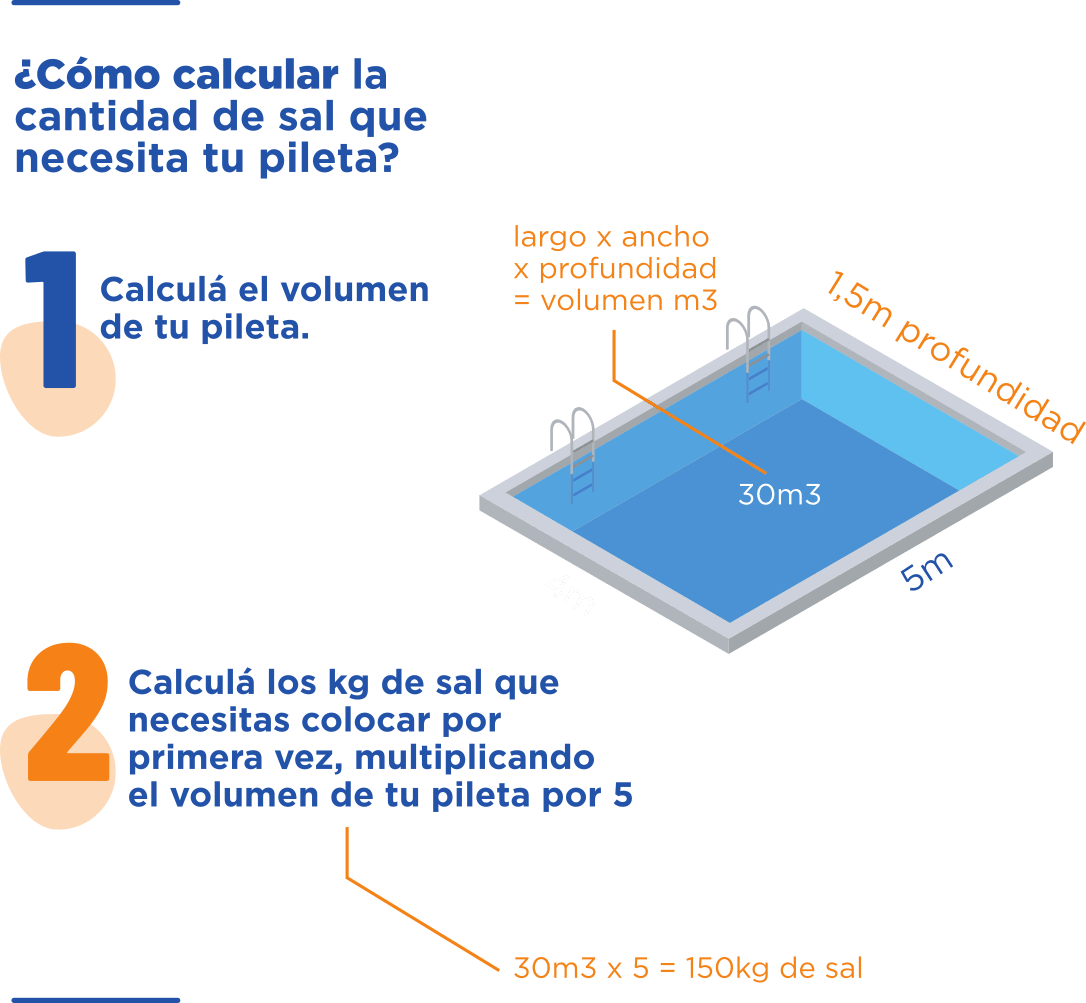 ¿Cómo calcular la
cantidad de sal que
necesita tu pileta?
1
Calculá el volumen
de tu pileta.
largo x ancho
x profundidad
= volumen m3
1,5m profundidad
30m3
5m
4m
2
Calculá los kg de sal que
necesitas colocar por
primera vez, multiplicando
el volumen de tu pileta por 5
30m3 x 5 = 150kg de sal